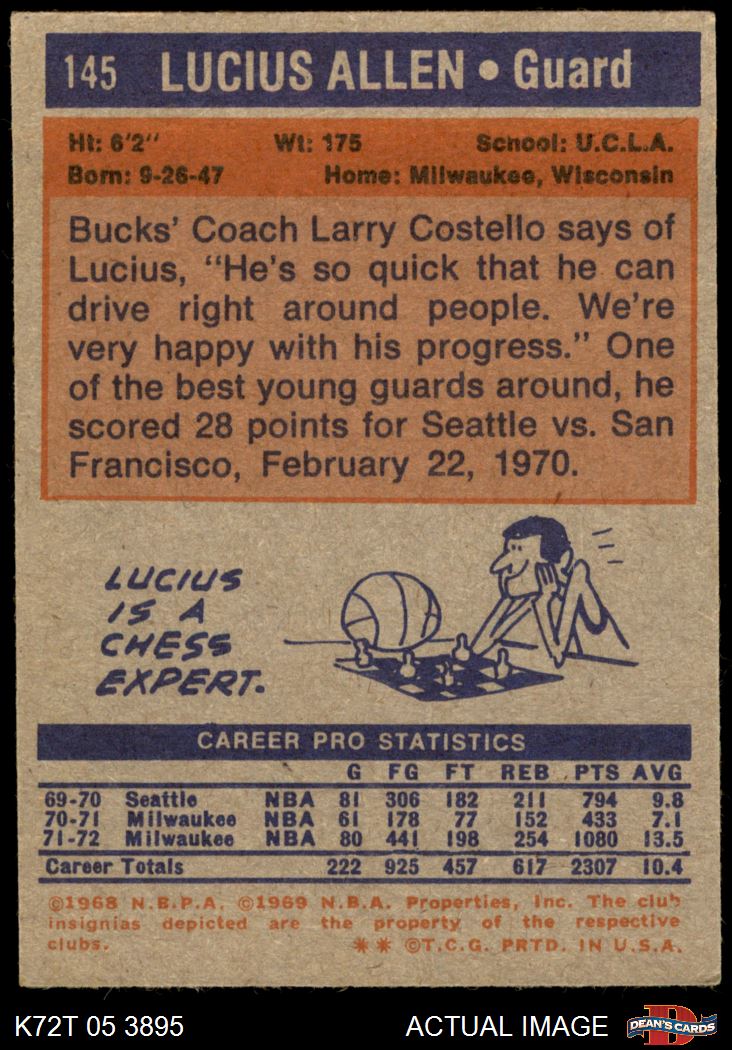 145 LUCIUS ALLEN • Guard
Ht: 6'2" Wt: 175 School: U.C.L.A.
Born: 9-26-47 Home: Milwaukee, Wisconsin
Bucks' Coach Larry Costello says of
Lucius, "He's so quick that he can
drive right around people. We're
very happy with his progress." One
of the best young guards around, he
scored 28 points for Seattle vs. San
Francisco, February 22, 1970.
LUCIUS
IS A
CHESS
EXPERT.
CAREER PRO STATISTICS
G FG FT REB PTS AVG
69-70 Seattle NBA 81 306 182 211 794 9.8
70-71 Milwaukee NBA 61 178 77 152 433 7.1
71-72 Milwaukee NBA 80 441 198 254 1080 13.5
Career Totals 222 925 457 617 2307 10.4
©1968 N.B.P.A. ©1969 N.B.A. Properties, Inc. The club
insignias depicted are the property of the respective
clubs. ** ©T.C.G. PRTD. IN U.S.A.
K72T 05 3895 ACTUAL IMAGE D DEAN'S CARDS